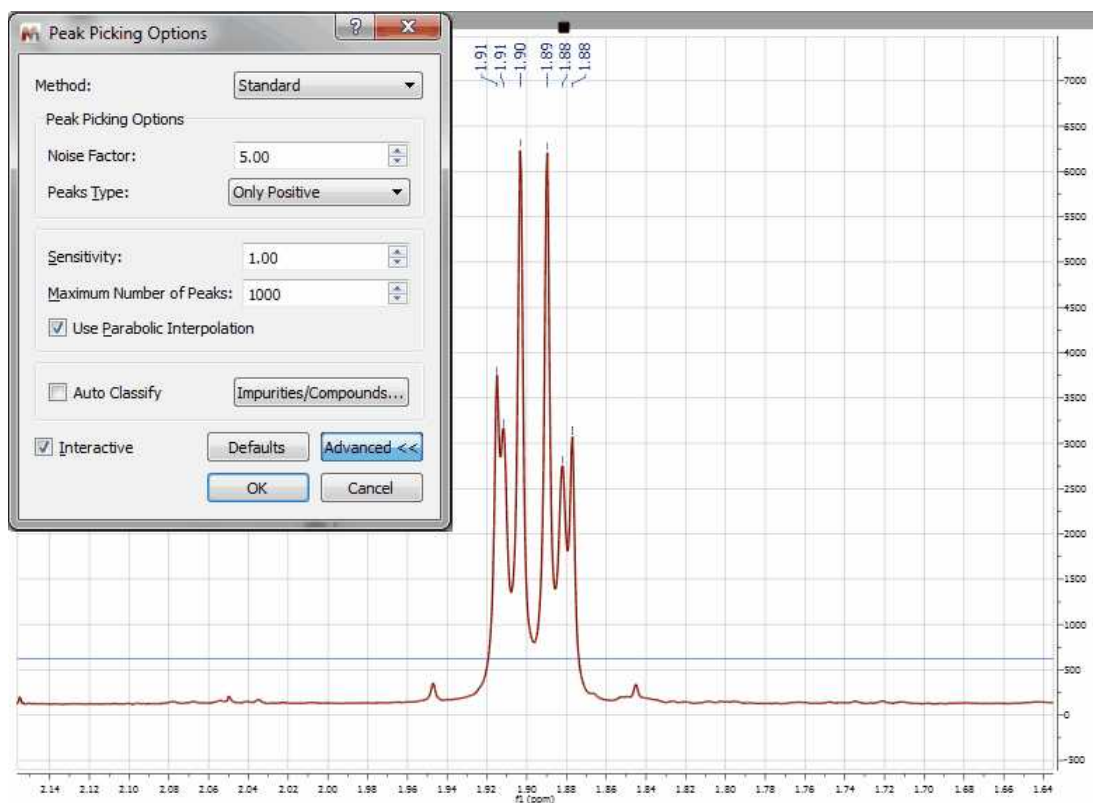 Peak Picking Options
?
X
Method: Standard
Peak Picking Options
Noise Factor: 5.00
Peaks Type: Only Positive
Sensitivity: 1.00
Maximum Number of Peaks: 1000
Use Parabolic Interpolation
Auto Classify Impurities/Compounds...
Interactive Defaults Advanced <<
OK Cancel
1.91 1.91 1.90 1.89 1.88 1.88
7000
6500
6000
5500
5000
4500
4000
3500
3000
2500
2000
1500
1000
500
0
-500
2.14 2.12 2.10 2.08 2.06 2.04 2.02 2.00 1.98 1.96 1.94 1.92 1.90 1.88 1.86 1.84 1.82 1.80 1.78 1.76 1.74 1.72 1.70 1.68 1.66 1.64
f1 (ppm)